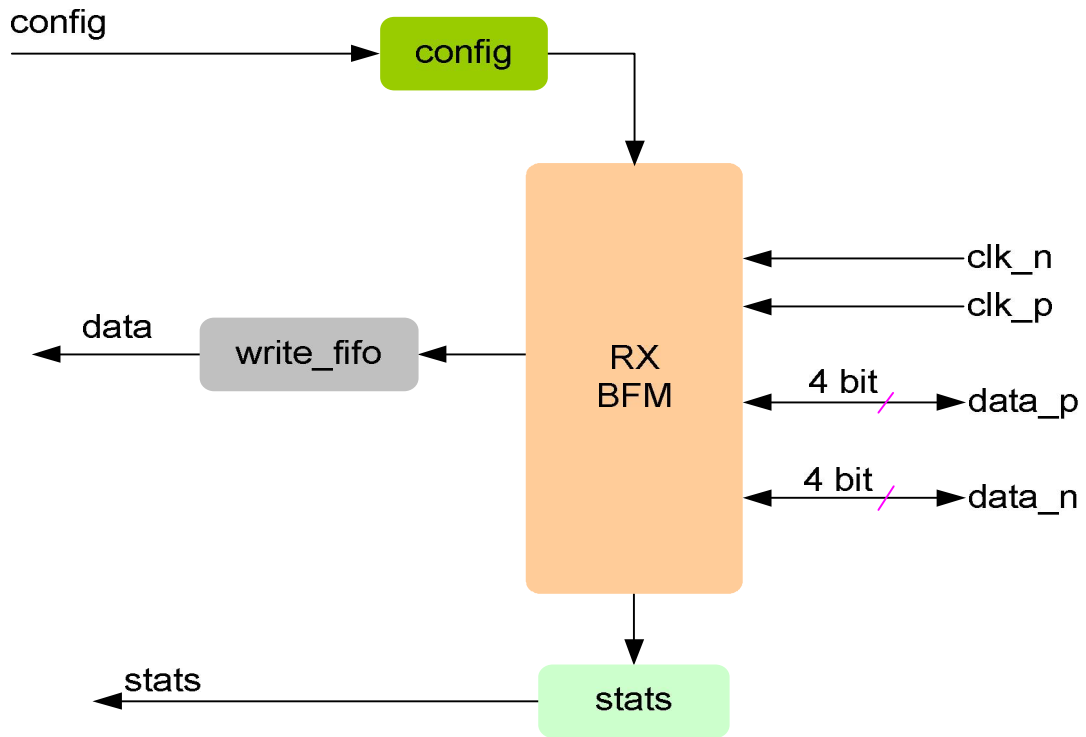 config
config
clk_n
clk_p
data
write_fifo
RX
BFM
4 bit
data_p
4 bit
data_n
stats
stats